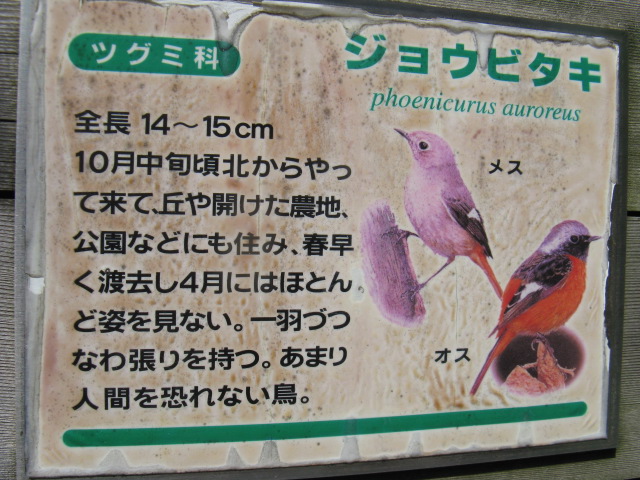 ツグミ科
ジョウビタキ
phoenicurus auroreus
全長 14～15cm
10月中旬頃北からやっ
て来て、丘や開けた農地、
公園などにも住み、春早
く渡去し4月にはほとん
ど姿を見ない。一羽づつ
なわ張りを持つ。あまり
人間を恐れない鳥。
メス
オス